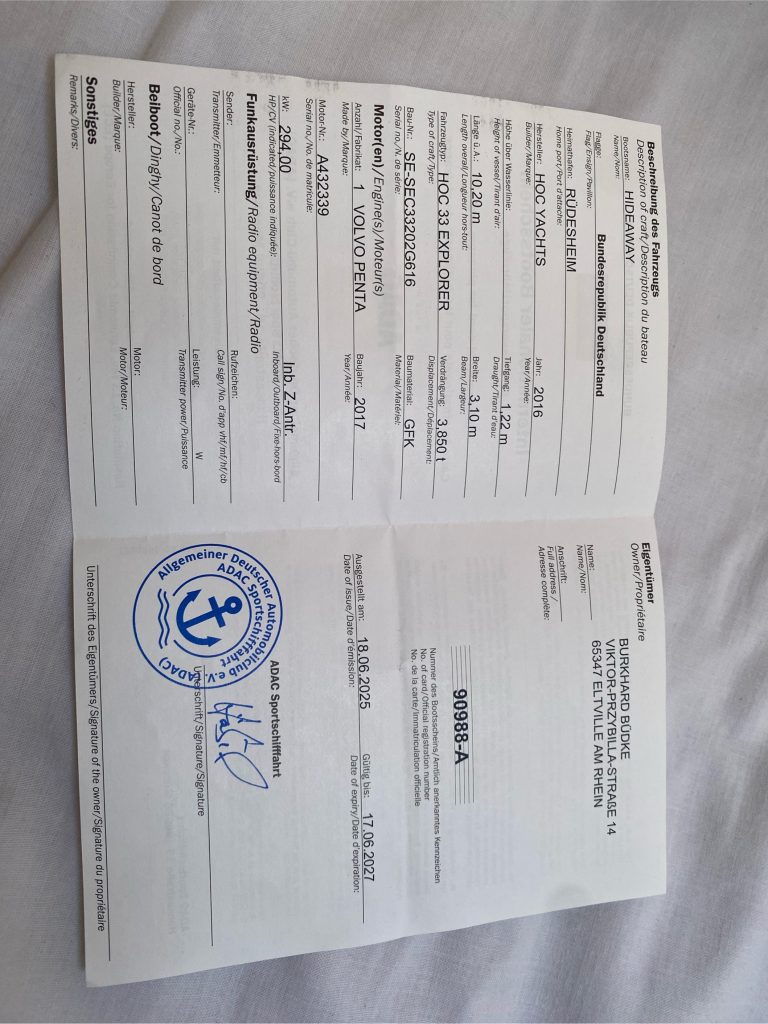 Beschreibung des Fahrzeugs
Description of craft/Description du bateau
Bootsname: HIDEAWAY
Name/Nom:
Flagge: Bundesrepublik Deutschland
Flag/Ensign/Pavillon:
Heimathafen: RÜDESHEIM
Home port/Port d'attache:
Hersteller: HOC YACHTS Jahr: 2016
Builder/Marque: Year/Année:
Höhe über Wasserlinie: Tiefgang: 1,22 m
Height of vessel/Tirant d'air: Draught/Tirant d'eau:
Länge ü. A.: 10,20 m Breite: 3,10 m
Length overall/Longueur hors-tout: Beam/Largeur:
Fahrzeugtyp: HOC 33 EXPLORER Verdrängung: 3,850 t
Type of craft/Type: Displacement/Déplacement:
Bau-Nr.: SE-SEC33202G616 Baumaterial: GFK
Serial no./N. de série: Material/Matériel:
Motor(en)/Engine(s)/Moteur(s)
Anzahl/Fabrikat: 1 VOLVO PENTA Baujahr: 2017
Made by/Marque: Year/Année:
Motor-Nr.: A432339
Serial no./No. de matricule:
kW: 294,00 Inb. Z-Antr.
HP/CV (indicated/puissance indiquée): Inboard/Outboard/Fixe-hors-bord
Funkausrüstung/Radio equipment/Radio
Sender: Rufzeichen:
Transmitter/Emmetteur: Call sign/No. d'app vhf/mf/hf/cb
Geräte-Nr.: Leistung: W
Official no./No.: Transmitter power/Puissance
Beiboot/Dinghy/Canot de bord
Hersteller: Motor:
Builder/Marque: Motor/Moteur:
Sonstiges
Remarks/Divers:
Eigentümer
Owner/Propriétaire
Name:
Name/Nom:
BURKHARD BÜDKE
VIKTOR-PRZYBILLA-STRAßE 14
65347 ELTVILLE AM RHEIN
Anschrift:
Full address /
Adresse complète:
90988-A
Nummer des Bootsscheins/Amtlich anerkanntes Kennzeichen
No. of card/Official registration number
No. de la carte/Immatriculation officielle
Ausgestellt am: 18.06.2025 Gültig bis: 17.06.2027
Date of Issue/Date d'émission: Date of expiry/Date d'expiration:
ADAC Sportschifffahrt
Allgemeiner Deutscher Automobilclub e.V. (ADAC)
ADAC Sportschifffahrt
Unterschrift/Signature/Signature
Unterschrift des Eigentümers/Signature of the owner/Signature du propriétaire